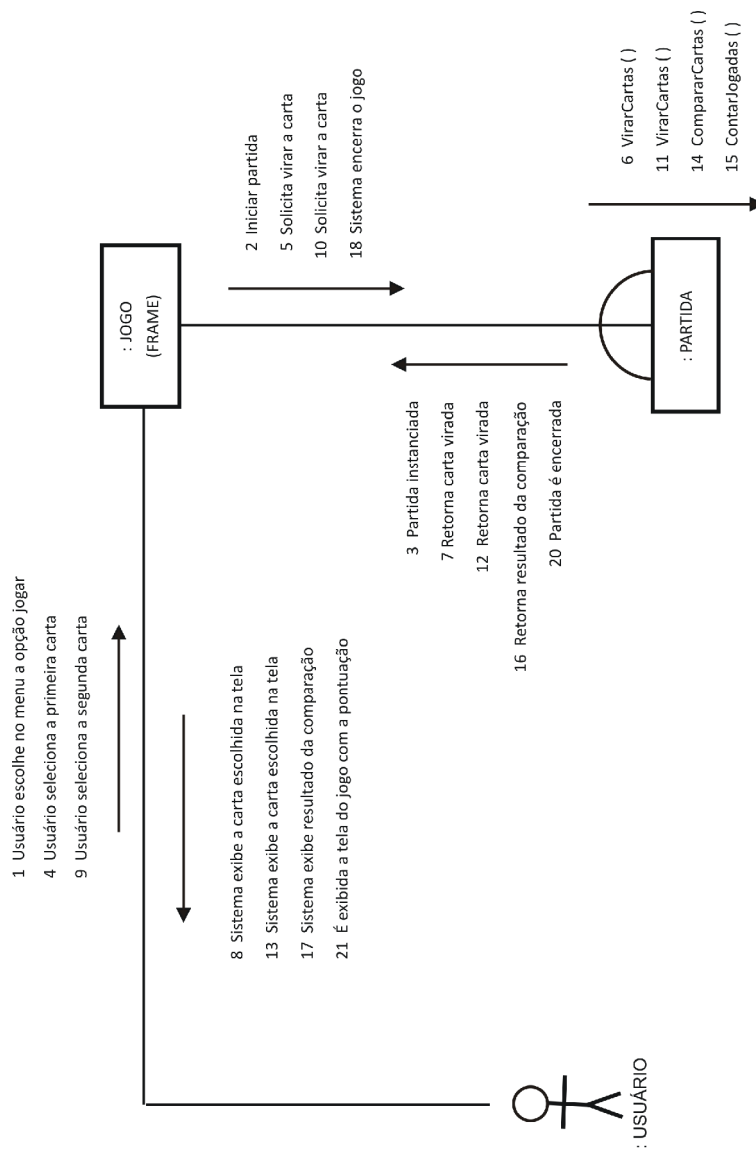 1 Usuário escolhe no menu a opção jogar
4 Usuário seleciona a primeira carta
9 Usuário seleciona a segunda carta
: JOGO
(FRAME)
8 Sistema exibe a carta escolhida na tela
13 Sistema exibe a carta escolhida na tela
17 Sistema exibe resultado da comparação
21 É exibida a tela do jogo com a pontuação
2 Iniciar partida
5 Solicita virar a carta
10 Solicita virar a carta
18 Sistema encerra o jogo
3 Partida instanciada
7 Retorna carta virada
12 Retorna carta virada
16 Retorna resultado da comparação
20 Partida é encerrada
: USUÁRIO
: PARTIDA
6 VirarCartas ( )
11 VirarCartas ( )
14 CompararCartas ( )
15 ContarJogadas ( )